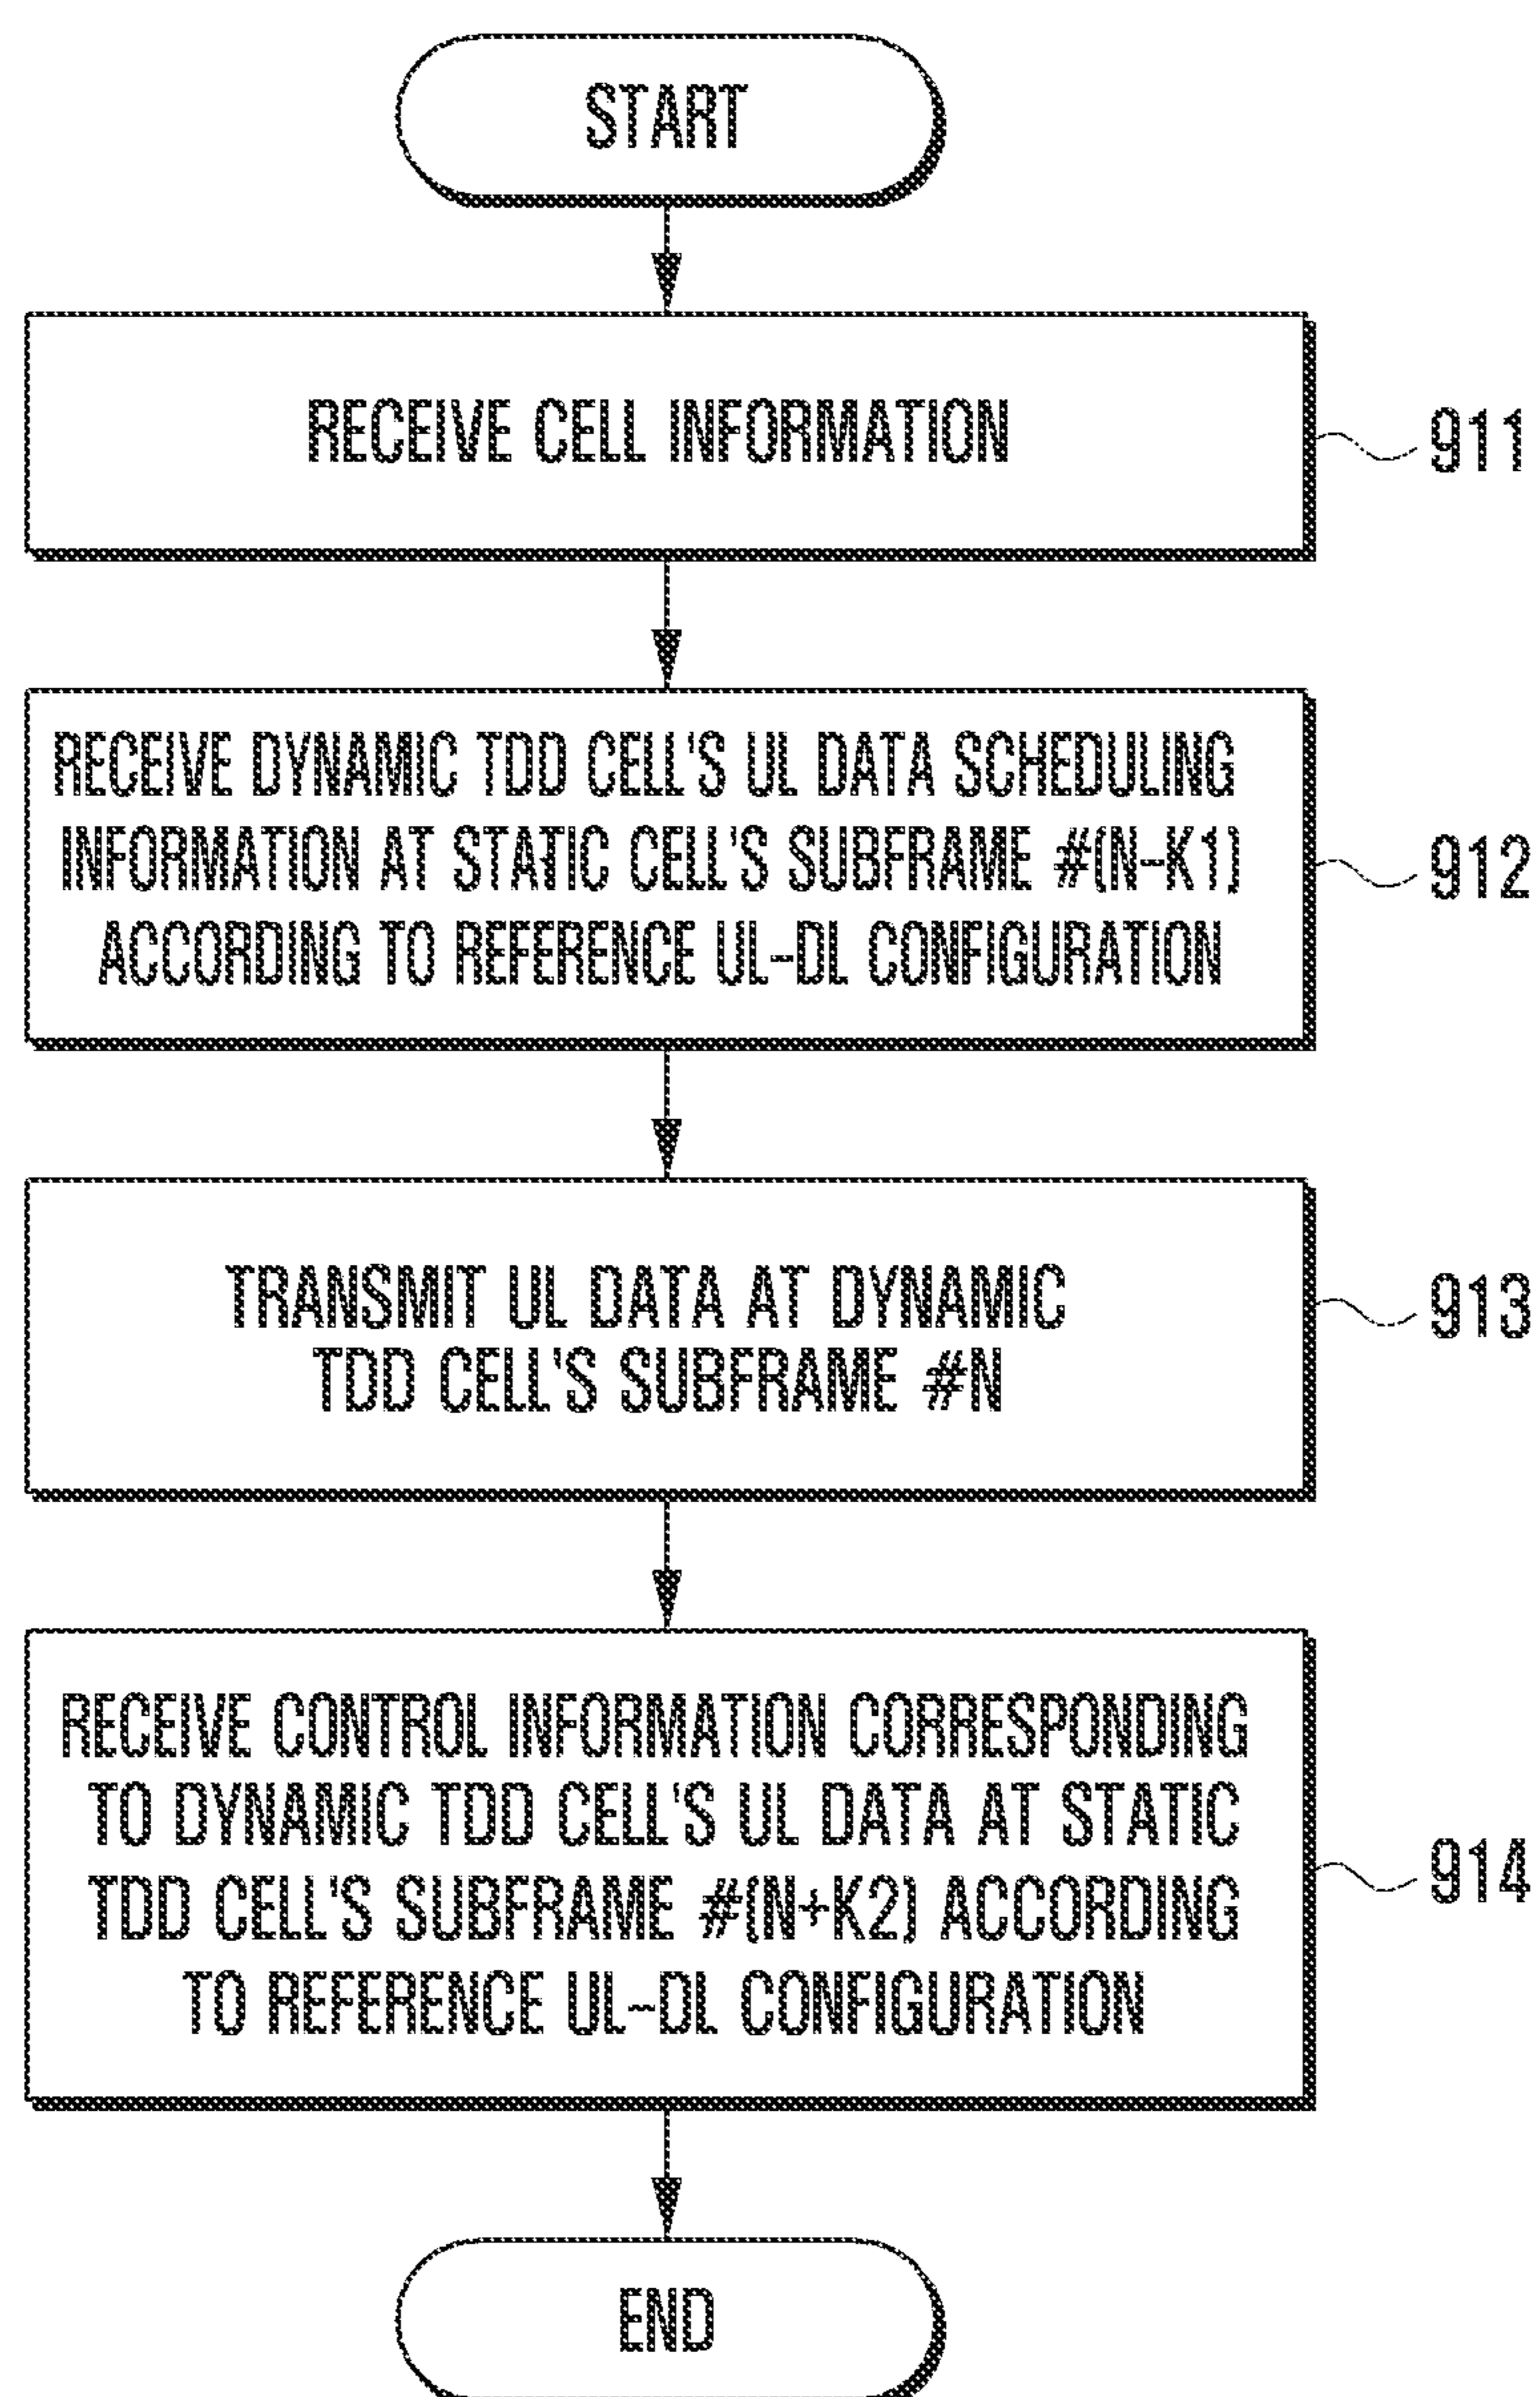 START
RECEIVE CELL INFORMATION
911
RECEIVE DYNAMIC TDD CELL'S UL DATA SCHEDULING
INFORMATION AT STATIC CELL'S SUBFRAME #(N-K1)
ACCORDING TO REFERENCE UL-DL CONFIGURATION
912
TRANSMIT UL DATA AT DYNAMIC
TDD CELL'S SUBFRAME #N
913
RECEIVE CONTROL INFORMATION CORRESPONDING
TO DYNAMIC TDD CELL'S UL DATA AT STATIC
TDD CELL'S SUBFRAME #(N+K2) ACCORDING
TO REFERENCE UL-DL CONFIGURATION
914
END